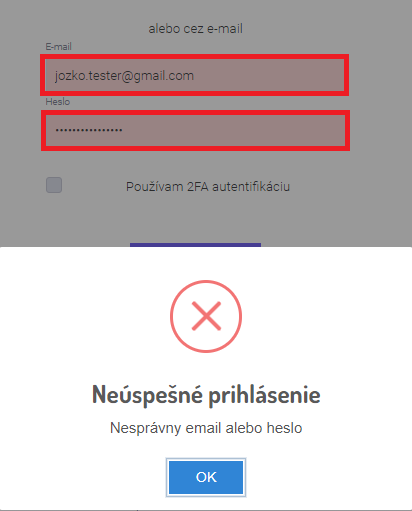 alebo cez e-mail
E-mail
jozko.tester@gmail.com
Heslo
••••••••••••••••
Používam 2FA autentifikáciu
Neúspešné prihlásenie
Nesprávny email alebo heslo
OK